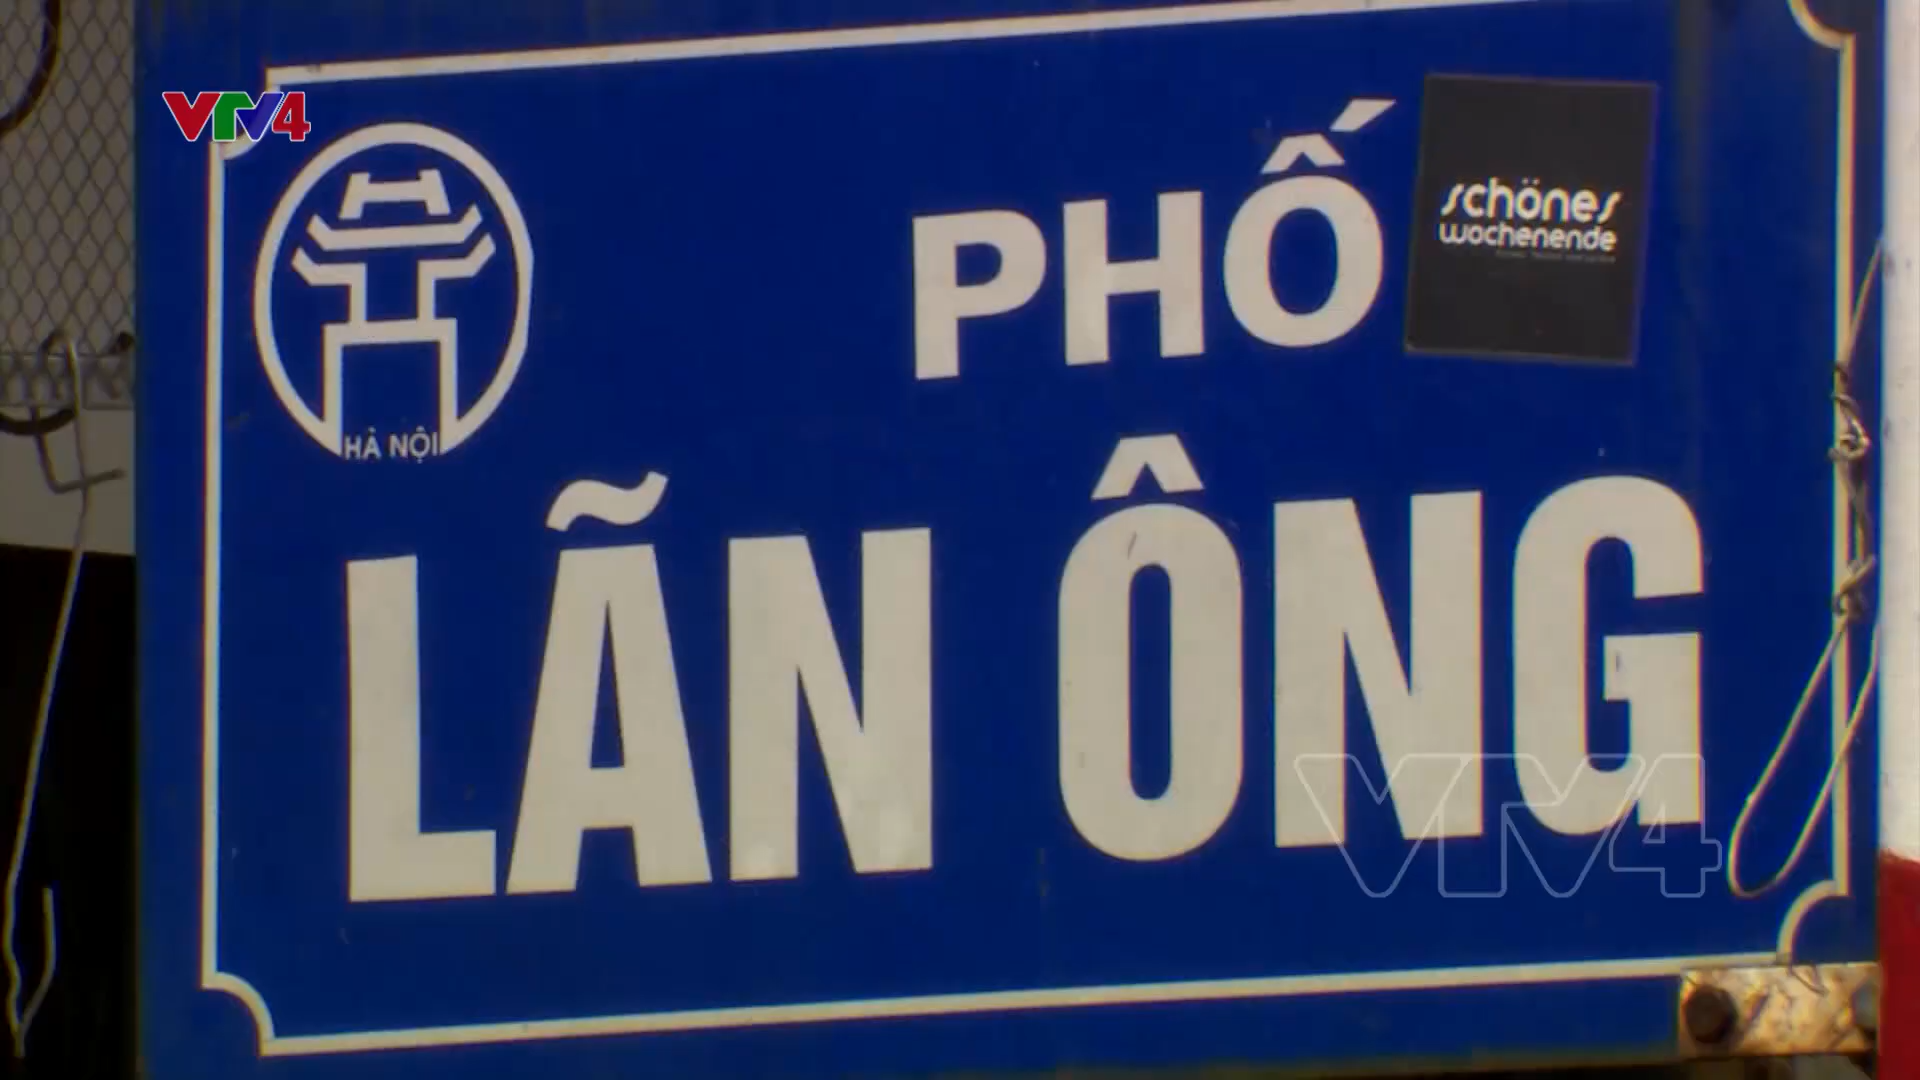 VTV4
PHỐ
schönes
wochenende
HÀ NỘI
LÃN ÔNG
VTV4